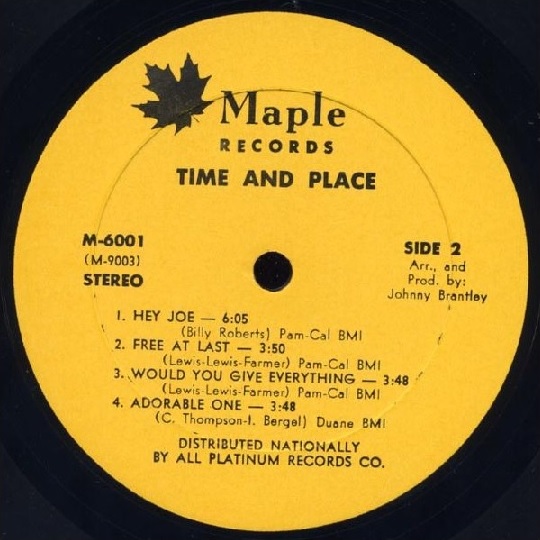 Maple
RECORDS
TIME AND PLACE
M-6001
(M-9003)
STEREO
SIDE 2
Arr., and
Prod. by:
Johnny Brantley
1. HEY JOE — 6:05
(Billy Roberts) Pam-Cal BMI
2. FREE AT LAST — 3:50
(Lewis-Lewis-Farmer) Pam-Cal BMI
3. WOULD YOU GIVE EVERYTHING — 3:48
(Lewis-Lewis-Farmer) Pam-Cal BMI
4. ADORABLE ONE — 3:48
(C. Thompson-I. Bergel) Duane BMI
DISTRIBUTED NATIONALLY
BY ALL PLATINUM RECORDS CO.